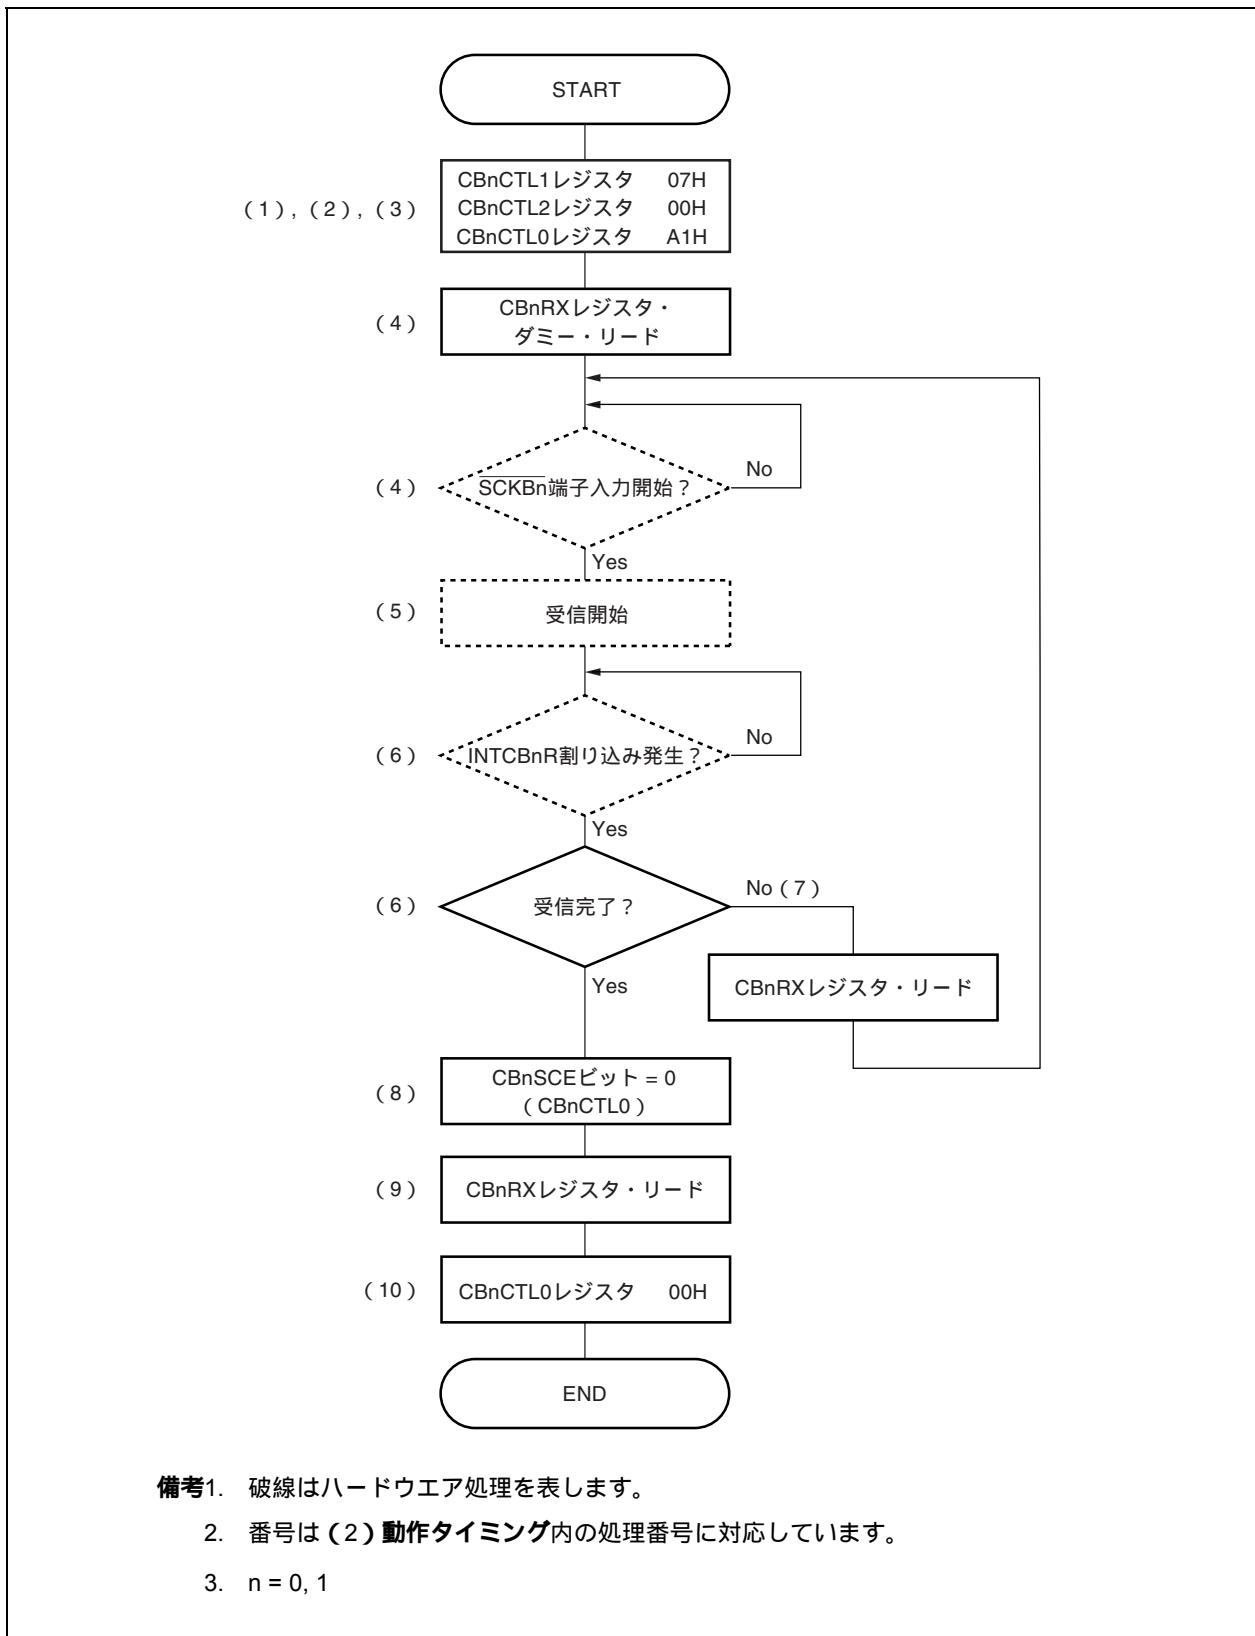 START
CBnCTL1レジスタ 07H
(1), (2), (3) CBnCTL2レジスタ 00H
CBnCTL0レジスタ A1H
(4) CBnRXレジスタ・
ダミー・リード
(4) SCKBn端子入力開始？
No
Yes
(5) 受信開始
(6) INTCBnR割り込み発生？
No
Yes
(6) 受信完了？
No (7)
CBnRXレジスタ・リード
Yes
(8) CBnSCEビット = 0
(CBnCTL0)
(9) CBnRXレジスタ・リード
(10) CBnCTL0レジスタ 00H
END
備考1. 破線はハードウエア処理を表します。
2. 番号は(2)動作タイミング内の処理番号に対応しています。
3. n = 0, 1